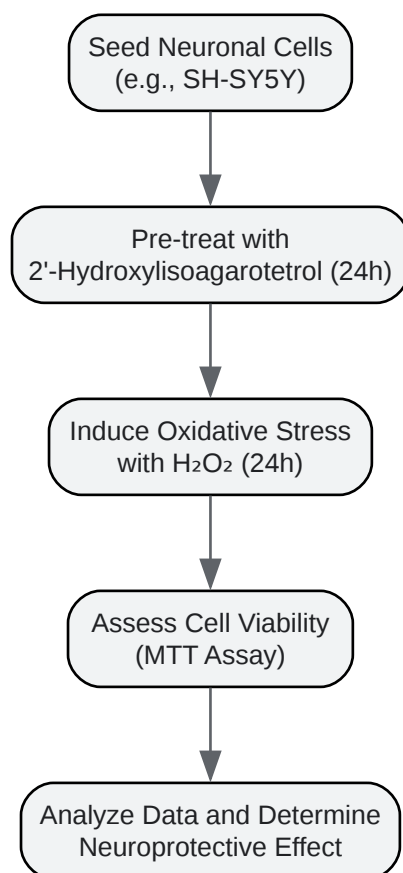 Seed Neuronal Cells
(e.g., SH-SY5Y)
Pre-treat with
2'-Hydroxylisoagarotetrol (24h)
Induce Oxidative Stress
with H₂O₂ (24h)
Assess Cell Viability
(MTT Assay)
Analyze Data and Determine
Neuroprotective Effect